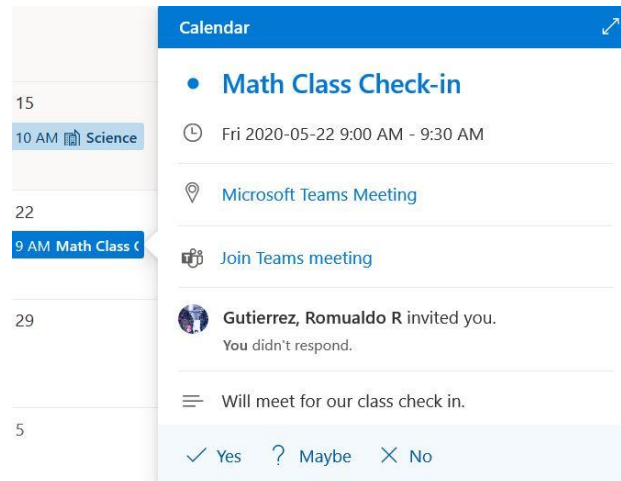 Calendar
Math Class Check-in
15
10 AM Science
Fri 2020-05-22 9:00 AM - 9:30 AM
Microsoft Teams Meeting
22
9 AM Math Class
Join Teams meeting
29
Gutierrez, Romualdo R invited you.
You didn't respond.
Will meet for our class check in.
5
Yes ? Maybe No